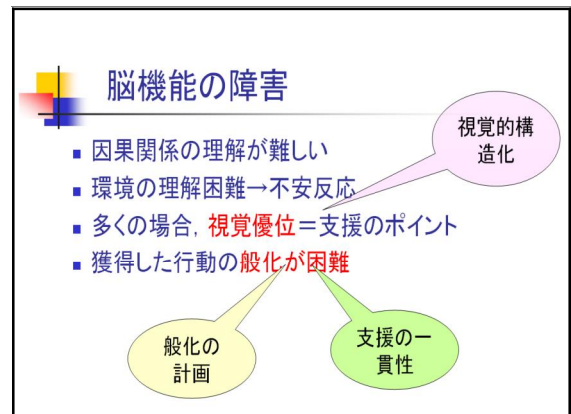 脳機能の障害
視覚的構
造化
因果関係の理解が難しい
環境の理解困難→不安反応
多くの場合，視覚優位＝支援のポイント
獲得した行動の般化が困難
般化の
計画
支援の一
貫性